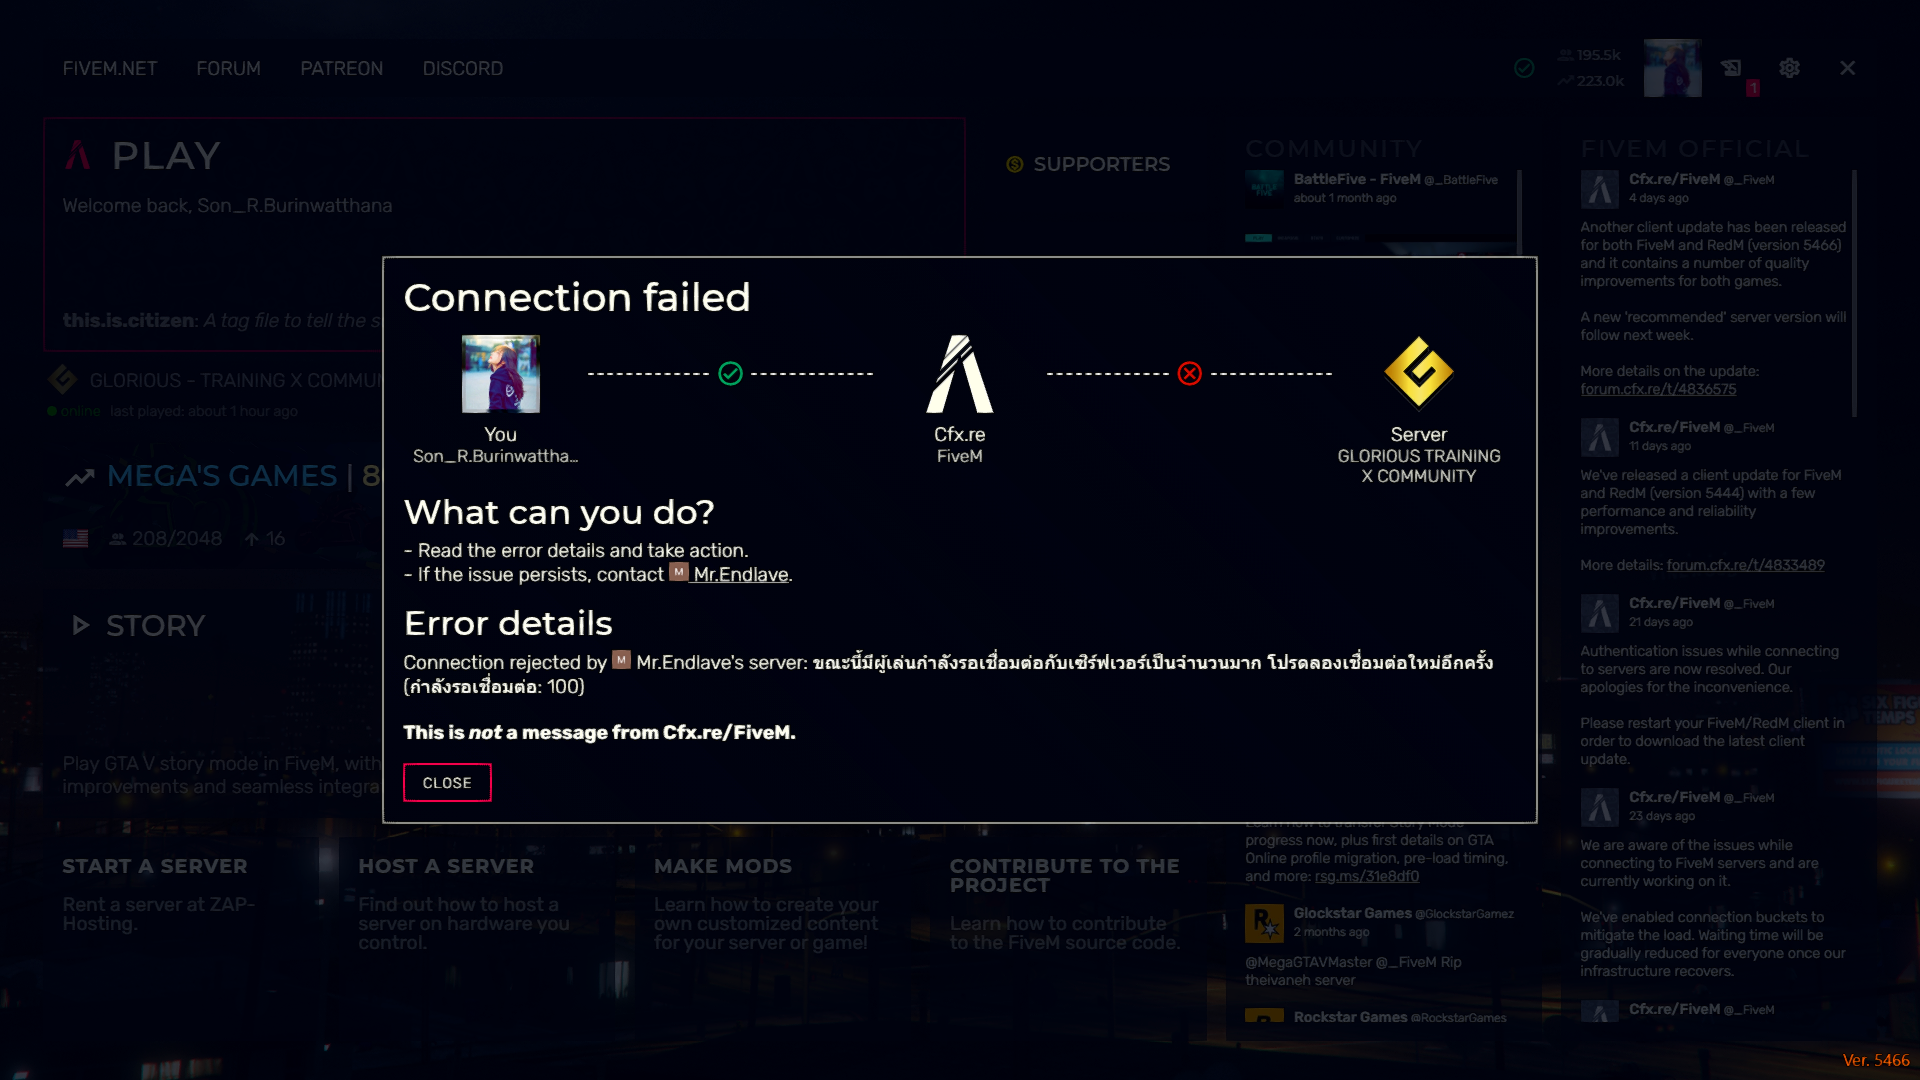 FIVEM.NET
FORUM
PATREON
DISCORD
195.5k
223.0k
1
PLAY
Welcome back, Son_R.Burinwatthana
this.is.citizen: A tag file to tell the s
GLORIOUS - TRAINING X COMMU
online last played: about 1 hour ago
MEGA'S GAMES | 8
208/2048
16
STORY
Play GTA V story mode in FiveM, with
improvements and seamless integra
SUPPORTERS
Connection failed
You
Son_R.Burinwattha...
Cfx.re
FiveM
Server
GLORIOUS TRAINING
X COMMUNITY
What can you do?
- Read the error details and take action.
- If the issue persists, contact M Mr.Endlave.
Error details
Connection rejected by M Mr.Endlave's server: ขณะนี้มีผู้เล่นกำลังรอเชื่อมต่อกับเซิร์ฟเวอร์เป็นจำนวนมาก โปรดลองเชื่อมต่อใหม่อีกครั้ง
(กำลังรอเชื่อมต่อ: 100)
This is not a message from Cfx.re/FiveM.
CLOSE
START A SERVER
Rent a server at ZAP-
Hosting.
HOST A SERVER
Find out how to host a
server on hardware you
control.
MAKE MODS
Learn how to create your
own customized content
for your server or game!
CONTRIBUTE TO THE
PROJECT
Learn how to contribute
to the FiveM source code.
COMMUNITY
BattleFive - FiveM @_BattleFive
about 1 month ago
Learn how to transfer Story Mode
progress now, plus first details on GTA
Online profile migration, pre-load timing,
and more: rsg.ms/31e8df0
Glockstar Games @GlockstarGamez
2 months ago
@MegaGTAVMaster @_FiveM Rip
theivaneh server
Rockstar Games @RockstarGames
FIVEM OFFICIAL
Cfx.re/FiveM @_FiveM
4 days ago
Another client update has been released
for both FiveM and RedM (version 5466)
and it contains a number of quality
improvements for both games.
A new 'recommended' server version will
follow next week.
More details on the update:
forum.cfx.re/t/4836575
Cfx.re/FiveM @_FiveM
11 days ago
We've released a client update for FiveM
and RedM (version 5444) with a few
performance and reliability
improvements.
More details: forum.cfx.re/t/4833489
Cfx.re/FiveM @_FiveM
21 days ago
Authentication issues while connecting
to servers are now resolved. Our
apologies for the inconvenience.
Please restart your FiveM/RedM client in
order to download the latest client
update.
Cfx.re/FiveM @_FiveM
23 days ago
We are aware of the issues while
connecting to FiveM servers and are
currently working on it.
We've enabled connection buckets to
mitigate the load. Waiting time will be
gradually reduced for everyone once our
infrastructure recovers.
Cfx.re/FiveM @_FiveM
Ver. 5466